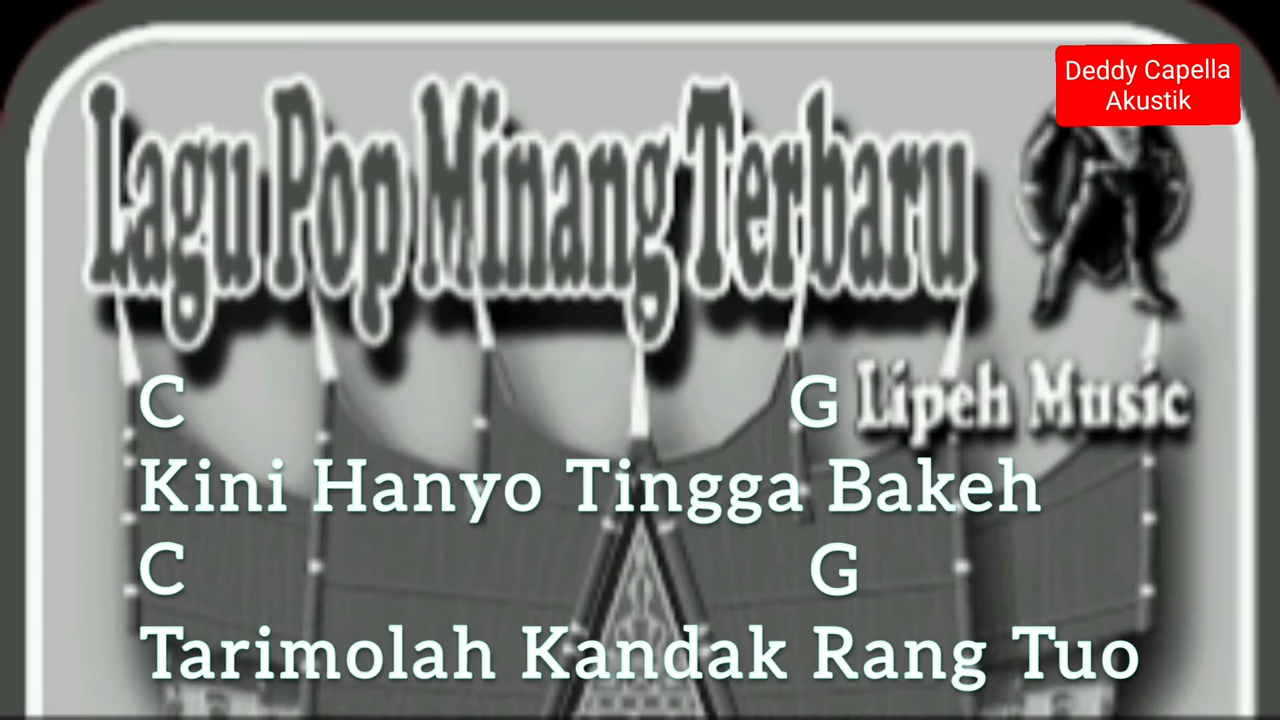 Deddy Capella
Akustik
Lagu Pop Minang Terbaru
Lipeh Music
C G
Kini Hanyo Tingga Bakeh
C G
Tarimolah Kandak Rang Tuo